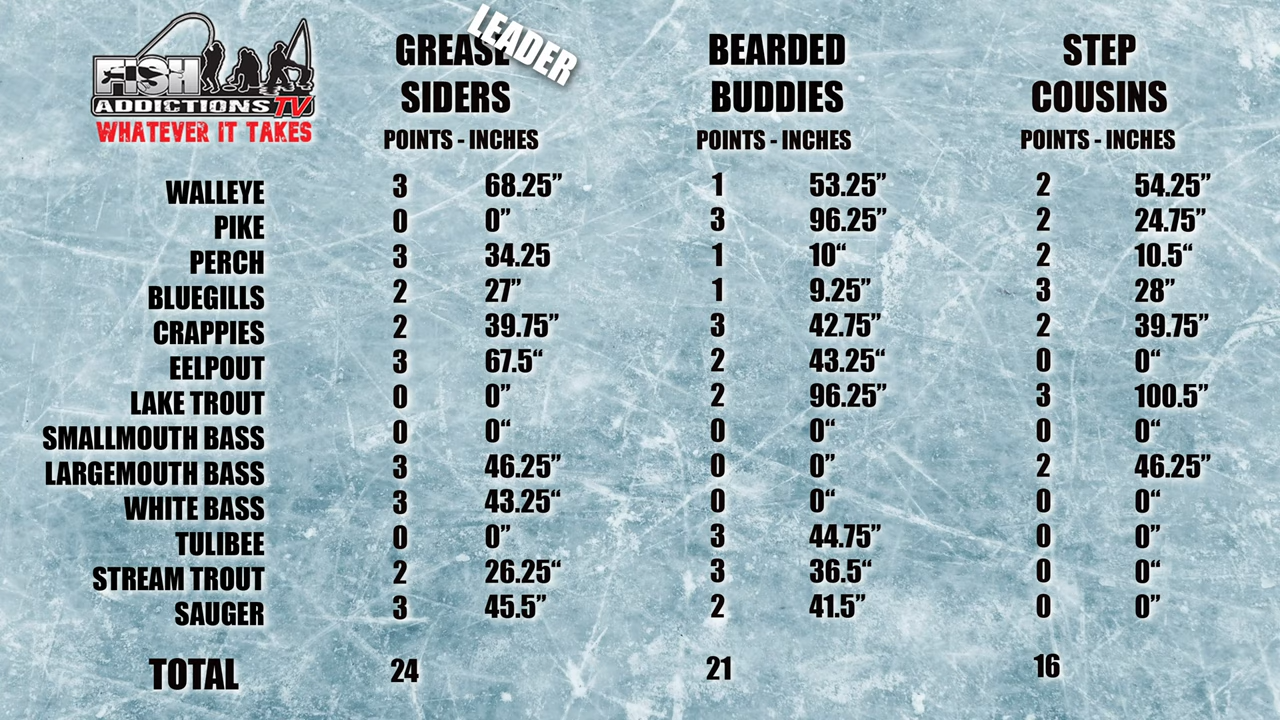 FISH
ADDICTIONS TV
WHATEVER IT TAKES
LEADER
GREASE SIDERS BEARDED BUDDIES STEP COUSINS
POINTS - INCHES POINTS - INCHES POINTS - INCHES
WALLEYE 3 68.25” 1 53.25” 2 54.25”
PIKE 0 0” 3 96.25” 2 24.75”
PERCH 3 34.25 1 10“ 2 10.5“
BLUEGILLS 2 27” 1 9.25” 3 28”
CRAPPIES 2 39.75” 3 42.75” 2 39.75”
EELPOUT 3 67.5“ 2 43.25“ 0 0“
LAKE TROUT 0 0” 2 96.25” 3 100.5”
SMALLMOUTH BASS 0 0“ 0 0“ 0 0“
LARGEMOUTH BASS 3 46.25” 0 0” 2 46.25”
WHITE BASS 3 43.25“ 0 0“ 0 0“
TULIBEE 0 0” 3 44.75” 0 0”
STREAM TROUT 2 26.25“ 3 36.5“ 0 0“
SAUGER 3 45.5” 2 41.5” 0 0”
TOTAL 24 21 16